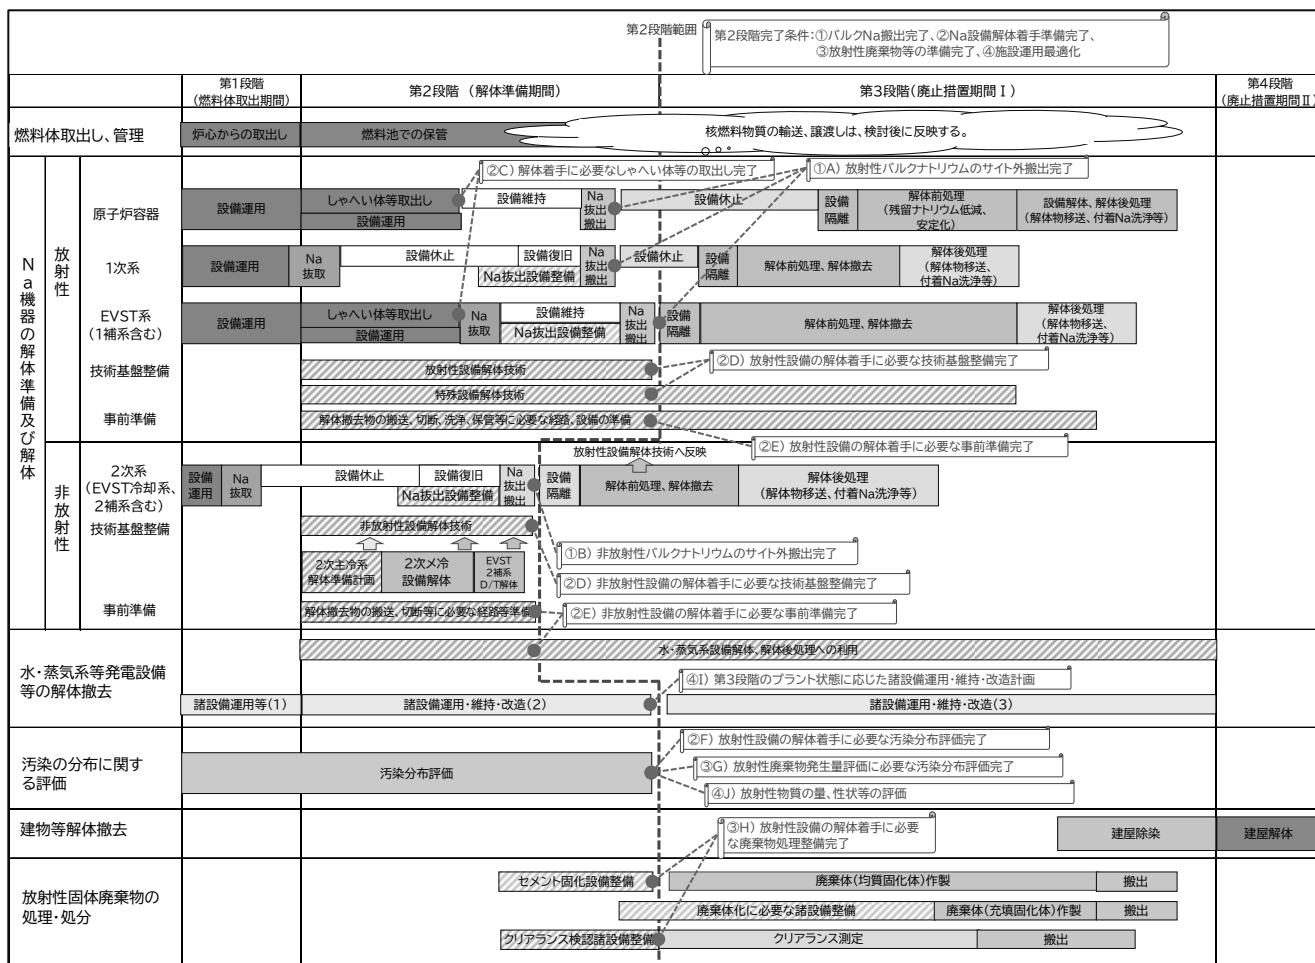 第2段階範囲
第2段階完了条件:①バルクNa搬出完了、②Na設備解体着手準備完了、
③放射性廃棄物等の準備完了、④施設運用最適化
第1段階
(燃料体取出期間)
第2段階 (解体準備期間)
第3段階(廃止措置期間Ⅰ)
第4段階
(廃止措置期間Ⅱ)
燃料体取出し、管理
炉心からの取出し
燃料池での保管
核燃料物質の輸送、譲渡しは、検討後に反映する。
Na機器の解体準備及び解体
放射性
②C) 解体着手に必要なしゃへい体等の取出し完了
①A) 放射性バルクナトリウムのサイト外搬出完了
原子炉容器
設備運用
しゃへい体等取出し
設備運用
設備維持
Na
抜出
搬出
設備休止
設備
隔離
解体前処理
(残留ナトリウム低減、
安定化)
設備解体、解体後処理
(解体物移送、付着Na洗浄等)
1次系
設備運用
Na
抜取
設備休止
設備復旧
Na抜出設備整備
Na
抜出
搬出
設備休止
設備
隔離
解体前処理、解体撤去
解体後処理
(解体物移送、
付着Na洗浄等)
EVST系
(1補系含む)
設備運用
しゃへい体等取出し
設備運用
Na
抜取
設備維持
Na抜出設備整備
Na
抜出
搬出
設備
隔離
解体前処理、解体撤去
解体後処理
(解体物移送、
付着Na洗浄等)
技術基盤整備
放射性設備解体技術
②D) 放射性設備の解体着手に必要な技術基盤整備完了
特殊設備解体技術
事前準備
解体撤去物の搬送、切断、洗浄、保管等に必要な経路、設備の準備
②E) 放射性設備の解体着手に必要な事前準備完了
非放射性
放射性設備解体技術へ反映
2次系
(EVST冷却系、
2補系含む)
設備
運用
Na
抜取
設備休止
設備復旧
Na抜出設備整備
Na
抜出
搬出
設備
隔離
解体前処理、解体撤去
解体後処理
(解体物移送、付着Na洗浄等)
技術基盤整備
非放射性設備解体技術
①B) 非放射性バルクナトリウムのサイト外搬出完了
2次主冷系
解体準備計画
2次メ冷
設備解体
EVST
2補系
D/T解体
②D) 非放射性設備の解体着手に必要な技術基盤整備完了
事前準備
解体撤去物の搬送、切断等に必要な経路等準備
②E) 非放射性設備の解体着手に必要な事前準備完了
水・蒸気系等発電設備
等の解体撤去
水・蒸気系設備解体、解体後処理への利用
④I) 第3段階のプラント状態に応じた諸設備運用・維持・改造計画
諸設備運用等(1)
諸設備運用・維持・改造(2)
諸設備運用・維持・改造(3)
汚染の分布に関す
る評価
汚染分布評価
②F) 放射性設備の解体着手に必要な汚染分布評価完了
③G) 放射性廃棄物発生量評価に必要な汚染分布評価完了
④J) 放射性物質の量、性状等の評価
建物等解体撤去
③H) 放射性設備の解体着手に必要
な廃棄物処理整備完了
建屋除染
建屋解体
放射性固体廃棄物の
処理・処分
セメント固化設備整備
廃棄体(均質固化体)作製
搬出
廃棄体化に必要な諸設備整備
廃棄体(充填固化体)作製
搬出
クリアランス検認諸設備整備
クリアランス測定
搬出